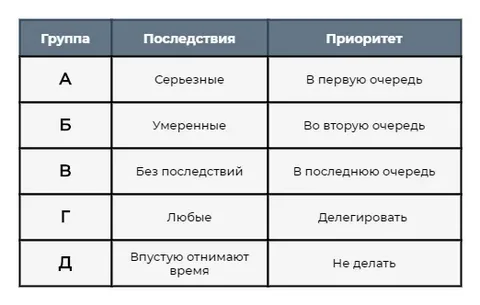 Группа Последствия Приоритет
А Серьезные В первую очередь
Б Умеренные Во вторую очередь
В Без последствий В последнюю очередь
Г Любые Делегировать
Д Впустую отнимают время Не делать